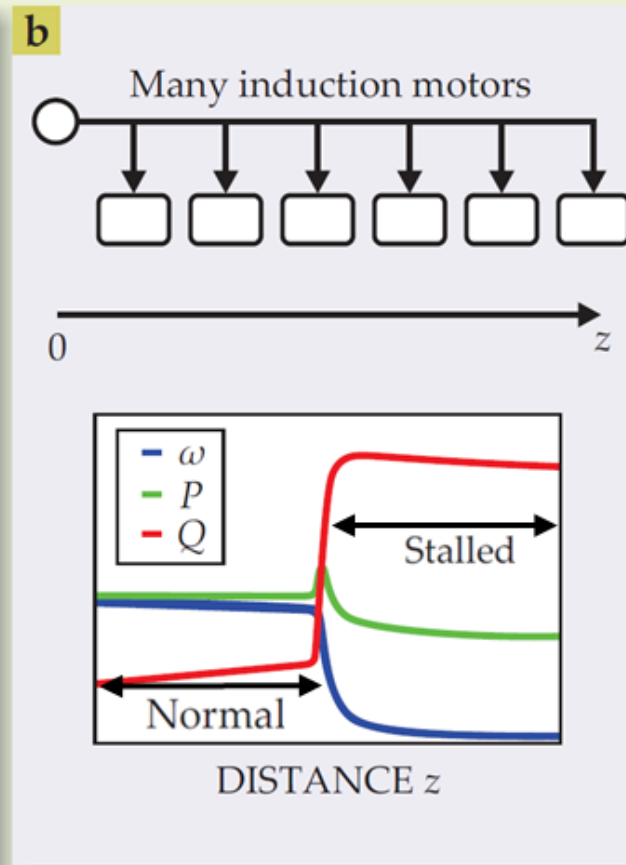 b
Many induction motors
0
z
ω
P
Q
Stalled
Normal
DISTANCE z